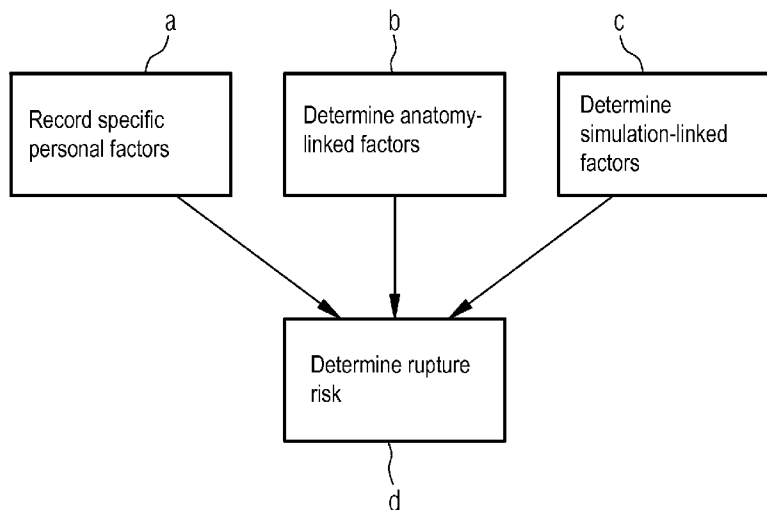 a
b
c
Record specific
personal factors
Determine anatomy-
linked factors
Determine
simulation-linked
factors
Determine rupture
risk
d